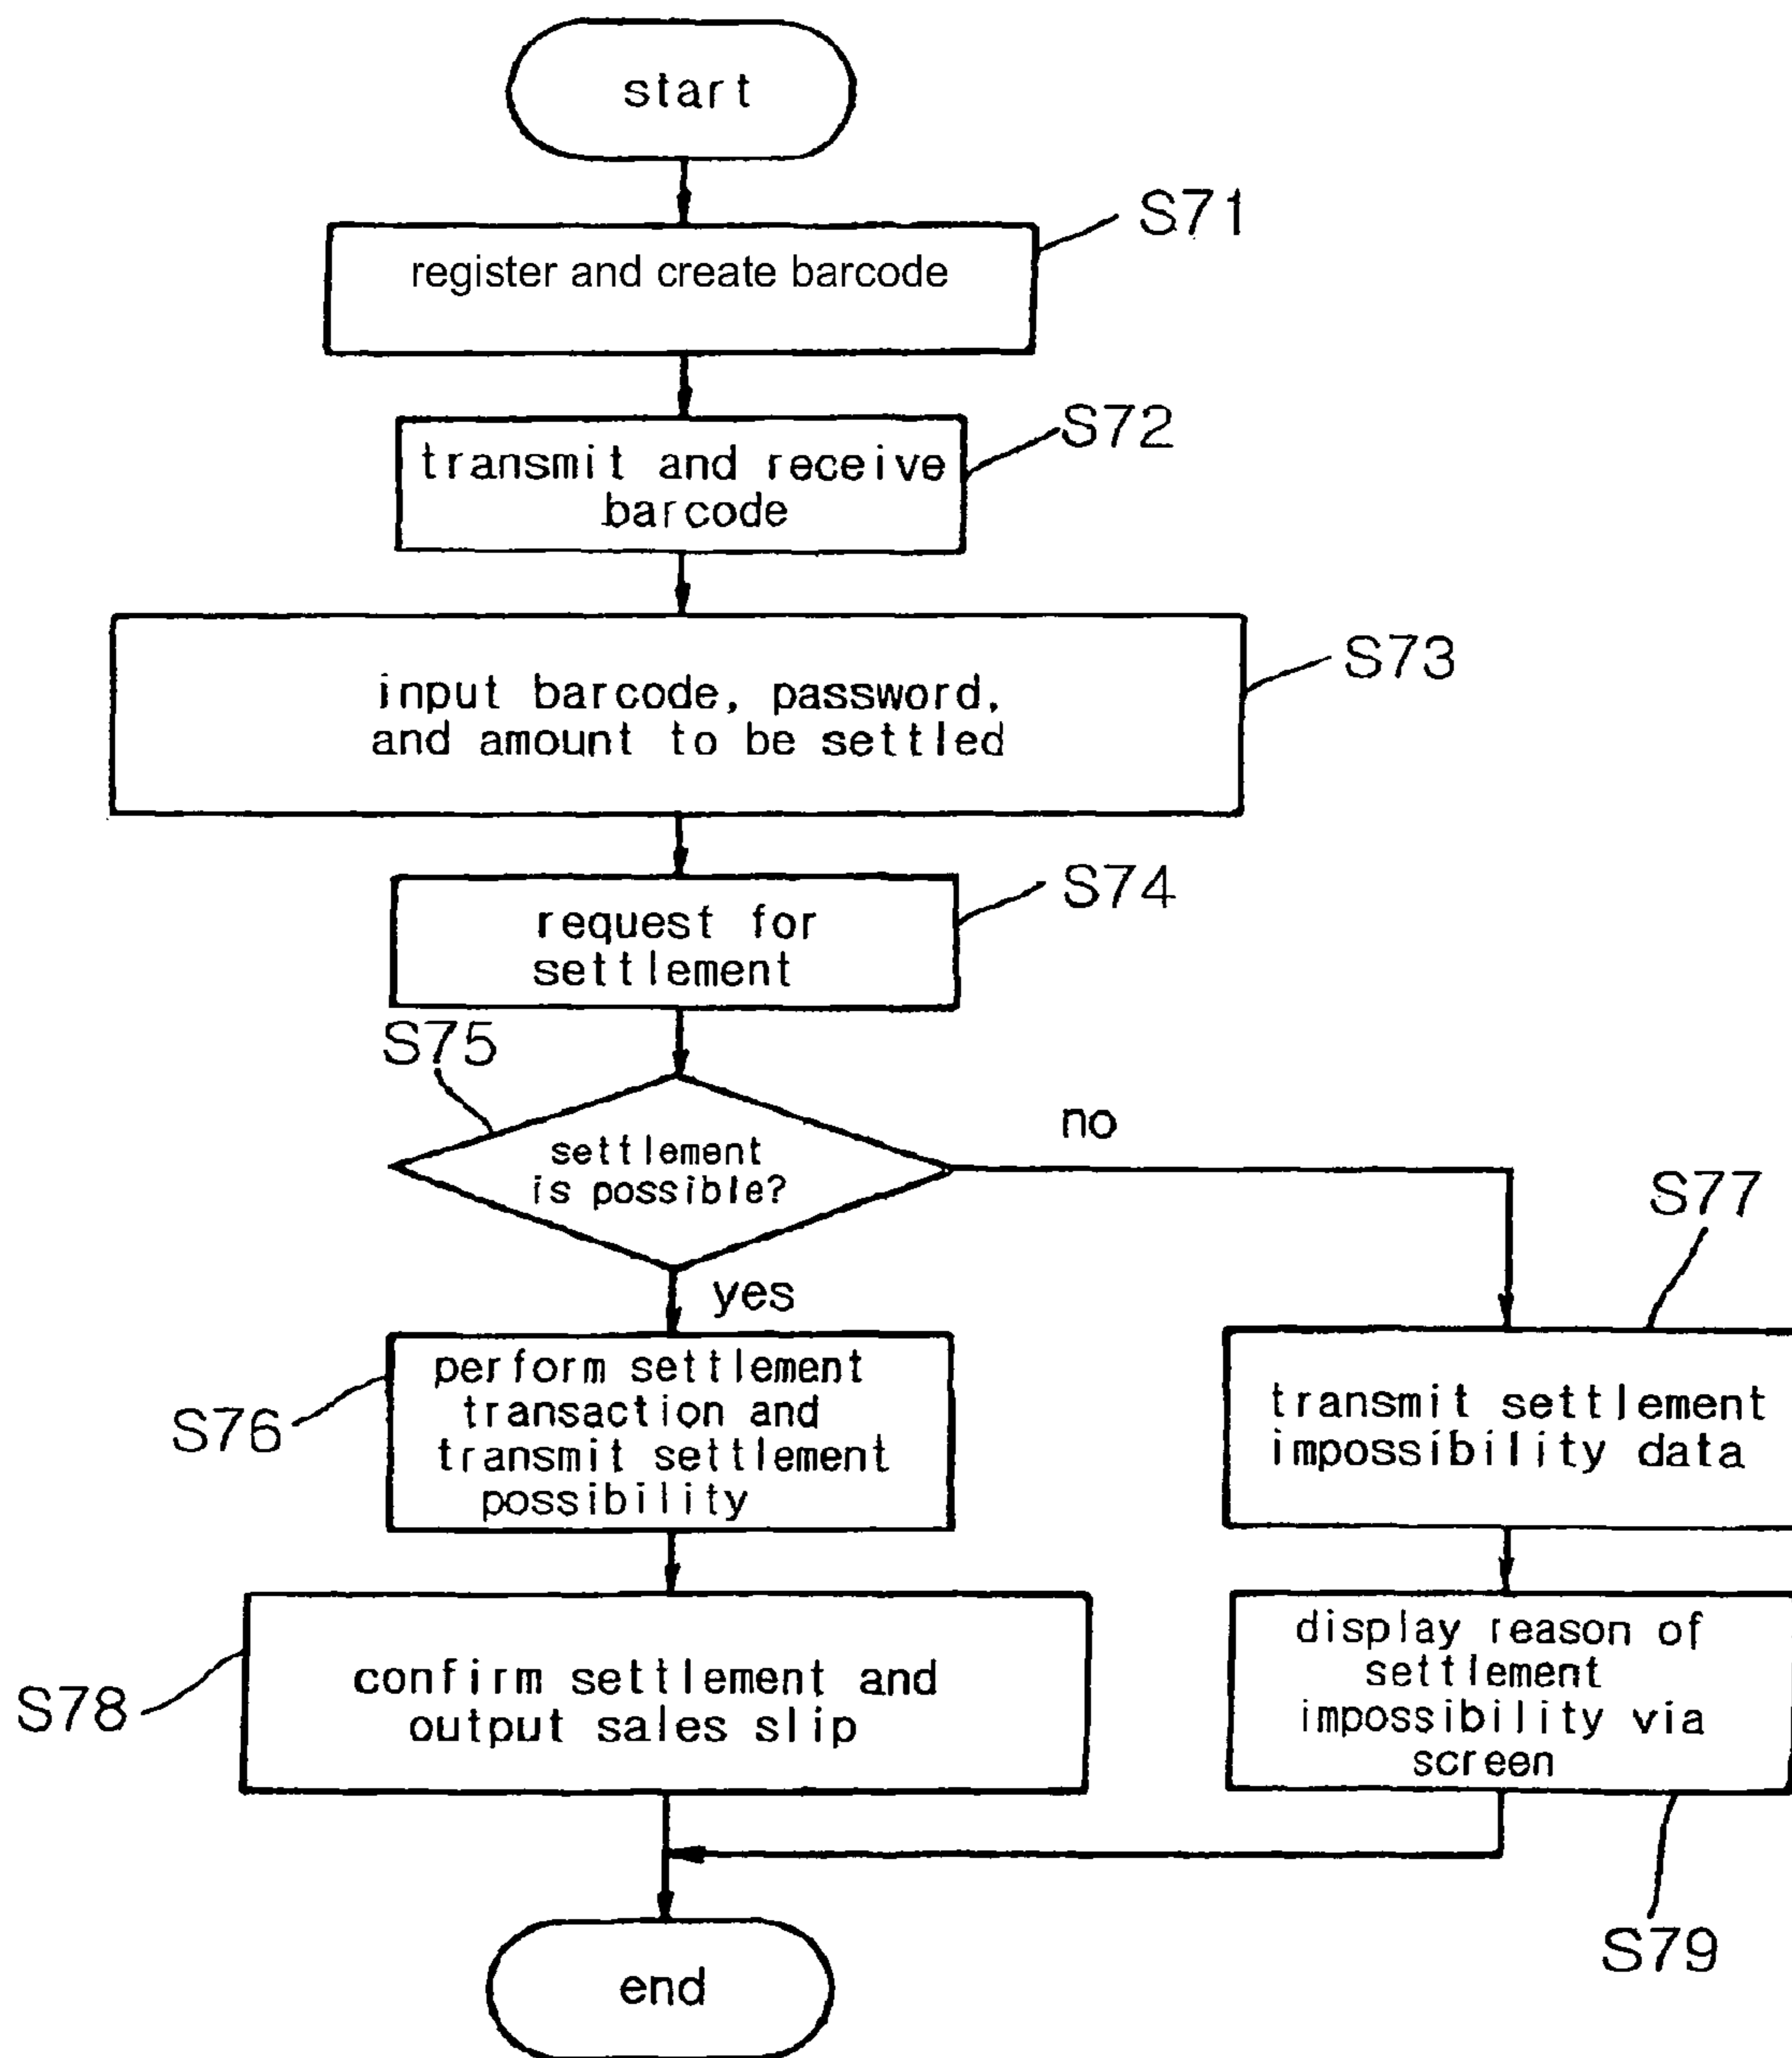 start
S71
register and create barcode
S72
transmit and receive
barcode
S73
input barcode, password,
and amount to be settled
S74
request for
settlement
S75
settlement
is possible?
no
yes
S77
S76
perform settlement
transaction and
transmit settlement
possibility
transmit settlement
impossibility data
S78
confirm settlement and
output sales slip
display reason of
settlement
impossibility via
screen
S79
end